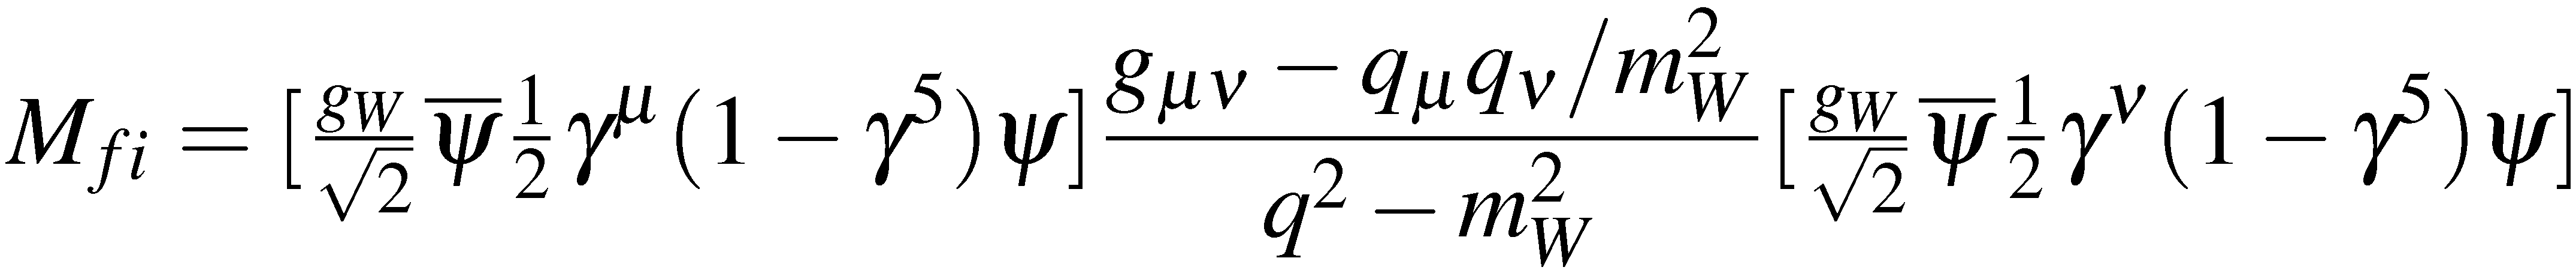 M_{fi} = [\frac{g_W}{\sqrt{2}} \overline{\psi} \frac{1}{2} \gamma^\mu (1 - \gamma^5) \psi] \frac{g_{\mu\nu} - q_\mu q_\nu / m_W^2}{q^2 - m_W^2} [\frac{g_W}{\sqrt{2}} \overline{\psi} \frac{1}{2} \gamma^\nu (1 - \gamma^5) \psi]